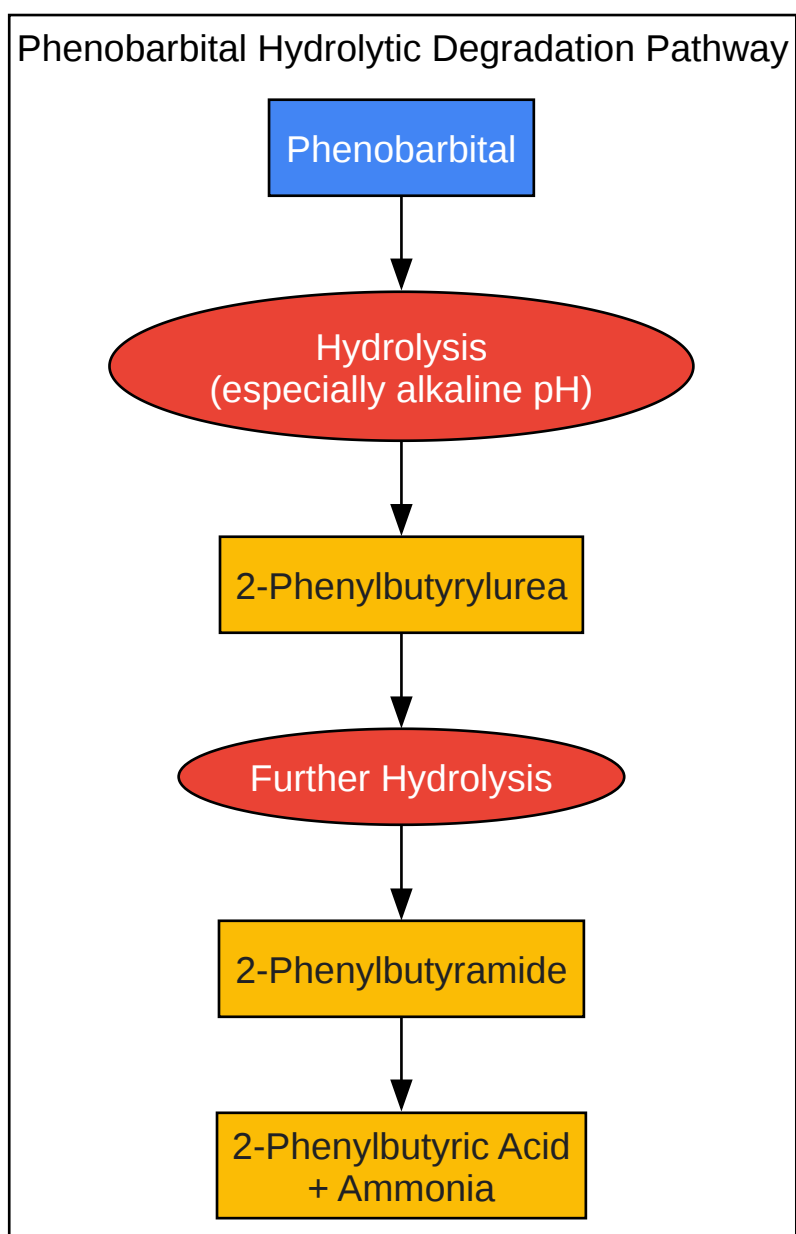 Phenobarbital Hydrolytic Degradation Pathway
Phenobarbital
Hydrolysis
(especially alkaline pH)
2-Phenylbutyrylurea
Further Hydrolysis
2-Phenylbutyramide
2-Phenylbutyric Acid
+ Ammonia